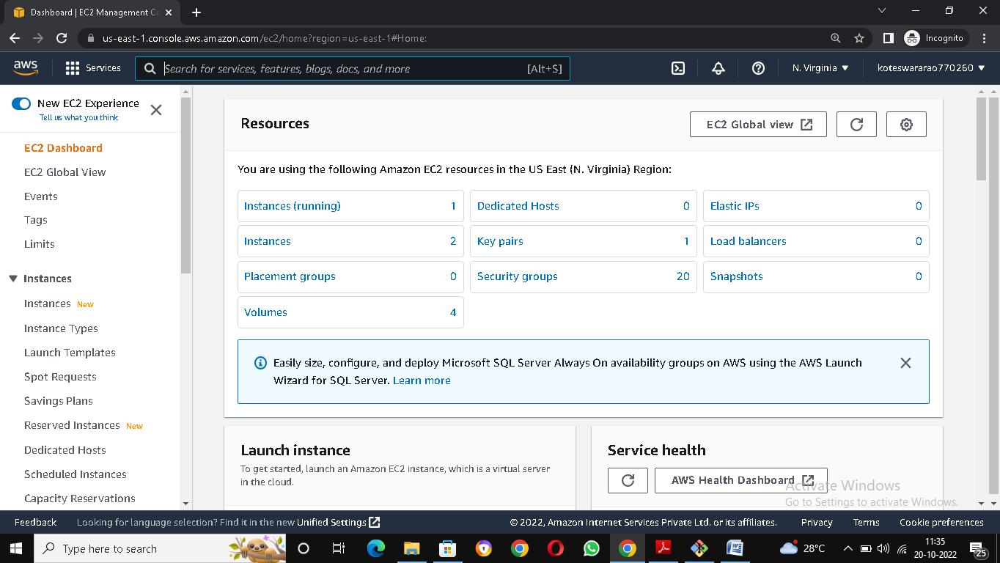 Dashboard | EC2 Management Co
us-east-1.console.aws.amazon.com/ec2/home?region=us-east-1#Home:
Incognito
aws
Services
Search for services, features, blogs, docs, and more
[Alt+S]
N. Virginia
koteswararao770260
New EC2 Experience
Tell us what you think
EC2 Dashboard
EC2 Global View
Events
Tags
Limits
Instances
Instances New
Instance Types
Launch Templates
Spot Requests
Savings Plans
Reserved Instances New
Dedicated Hosts
Scheduled Instances
Capacity Reservations
Resources
EC2 Global view
You are using the following Amazon EC2 resources in the US East (N. Virginia) Region:
Instances (running) 1
Dedicated Hosts 0
Elastic IPs 0
Instances 2
Key pairs 1
Load balancers 0
Placement groups 0
Security groups 20
Snapshots 0
Volumes 4
Easily size, configure, and deploy Microsoft SQL Server Always On availability groups on AWS using the AWS Launch
Wizard for SQL Server. Learn more
Launch instance
To get started, launch an Amazon EC2 instance, which is a virtual server
in the cloud.
Service health
AWS Health Dashboard
Activate Windows
Go to Settings to activate Windows.
Feedback
Looking for language selection? Find it in the new Unified Settings
© 2022, Amazon Internet Services Private Ltd. or its affiliates.
Privacy
Terms
Cookie preferences
Type here to search
28°C
11:35
20-10-2022
25